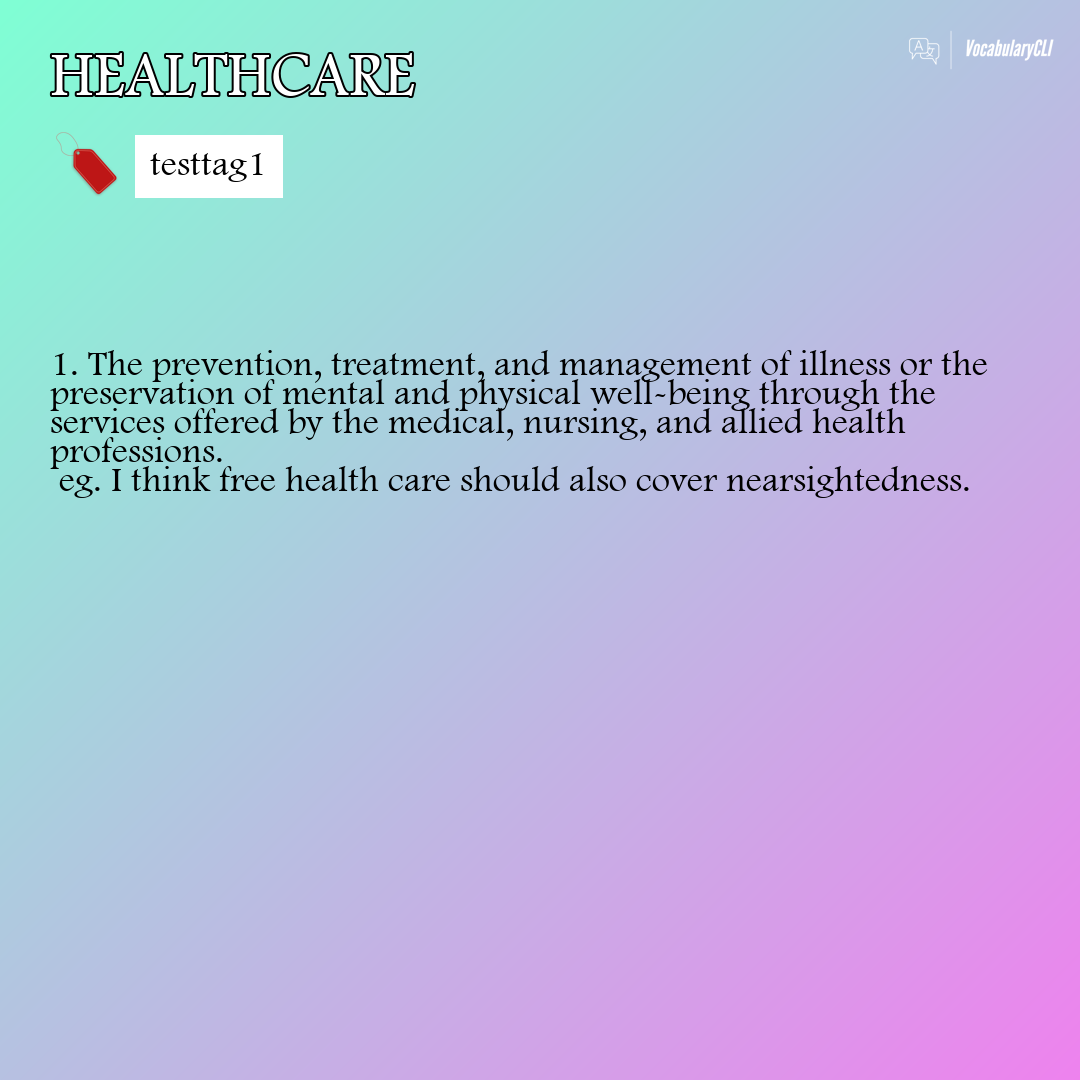 HEALTHCARE
VocabularyCLI
testtag1
1. The prevention, treatment, and management of illness or the
preservation of mental and physical well-being through the
services offered by the medical, nursing, and allied health
professions.
eg. I think free health care should also cover nearsightedness.